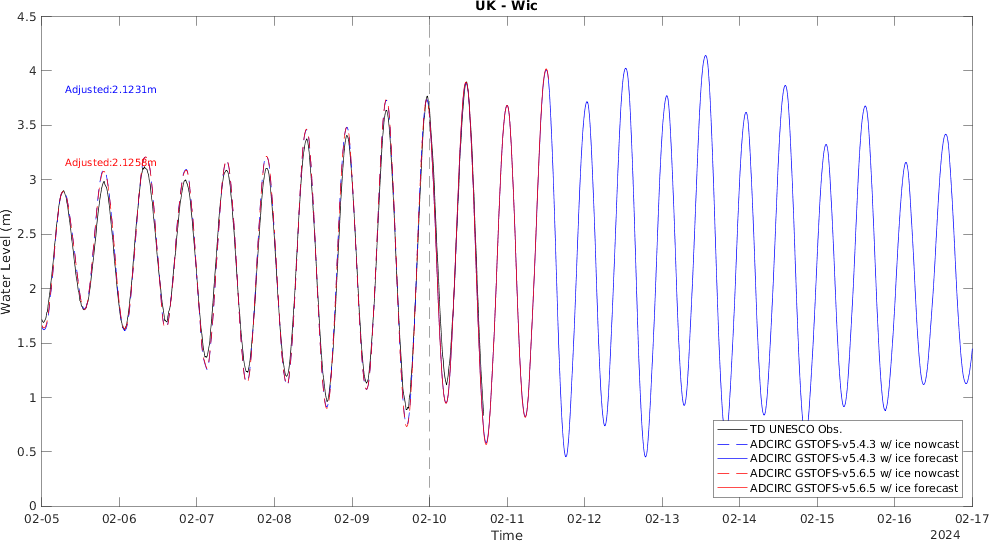 UK - Wic
4.5
4
3.5
3
2.5
2
1.5
1
0.5
0
Water Level (m)
Adjusted:2.1231m
Adjusted:2.1258m
TD UNESCO Obs.
ADCIRC GSTOFS-v5.4.3 w/ ice nowcast
ADCIRC GSTOFS-v5.4.3 w/ ice forecast
ADCIRC GSTOFS-v5.6.5 w/ ice nowcast
ADCIRC GSTOFS-v5.6.5 w/ ice forecast
02-05 02-06 02-07 02-08 02-09 02-10 02-11 02-12 02-13 02-14 02-15 02-16 02-17
Time
2024